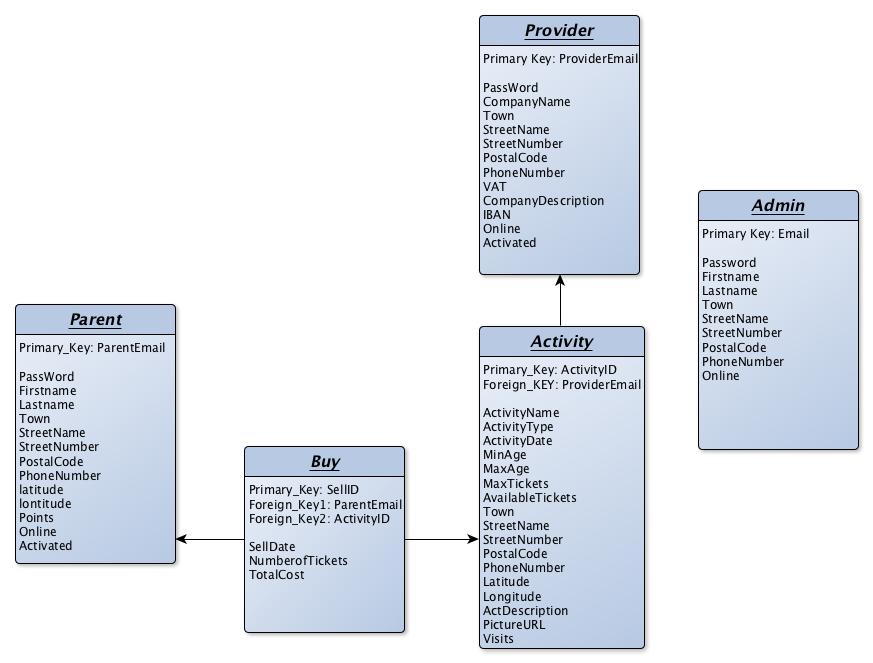 Provider
Primary Key: ProviderEmail
PassWord
CompanyName
Town
StreetName
StreetNumber
PostalCode
PhoneNumber
VAT
CompanyDescription
IBAN
Online
Activated
Admin
Primary Key: Email
Password
Firstname
Lastname
Town
StreetName
StreetNumber
PostalCode
PhoneNumber
Online
Parent
Primary_Key: ParentEmail
PassWord
Firstname
Lastname
Town
StreetName
StreetNumber
PostalCode
PhoneNumber
latitude
lontitude
Points
Online
Activated
Buy
Primary_Key: SellID
Foreign_Key1: ParentEmail
Foreign_Key2: ActivityID
SellDate
NumberofTickets
TotalCost
Activity
Primary_Key: ActivityID
Foreign_KEY: ProviderEmail
ActivityName
ActivityType
ActivityDate
MinAge
MaxAge
MaxTickets
AvailableTickets
Town
StreetName
StreetNumber
PostalCode
PhoneNumber
Latitude
Longitude
ActDescription
PictureURL
Visits